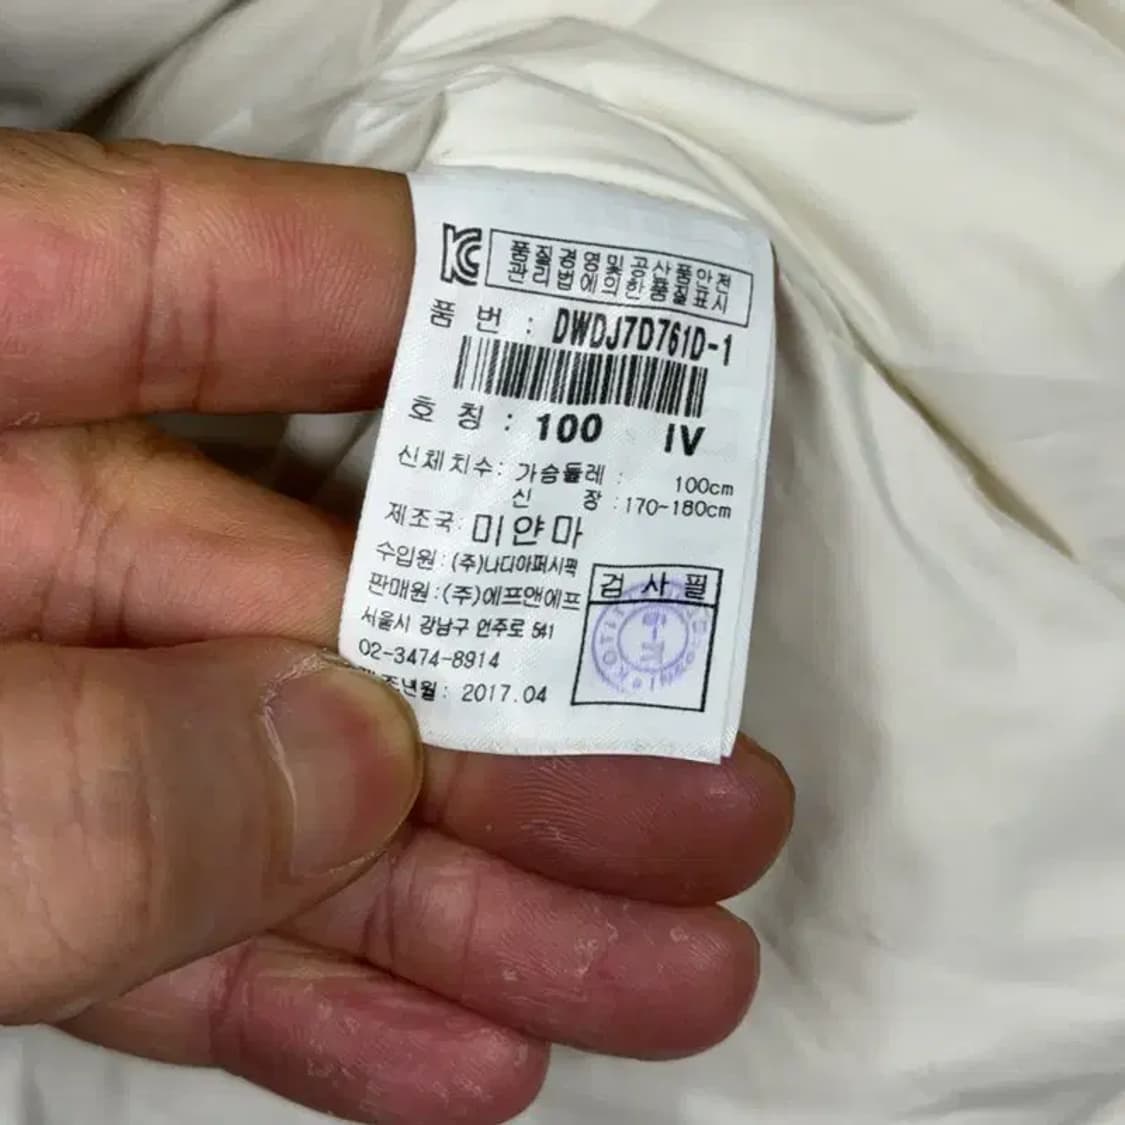 KC
품질경영및공산품안전
관리법에의한품질표시
품 번 : DWDJ7D761D-1
호 칭 : 100 IV
신체치수: 가슴둘레 : 100cm
신 장 :170-180cm
제조국: 미얀마
수입원:(주)나디아퍼시픽
판매원:(주)에프앤에프
서울시 강남구 언주로 541
02-3474-8914
조년월: 2017.04
검 사 필